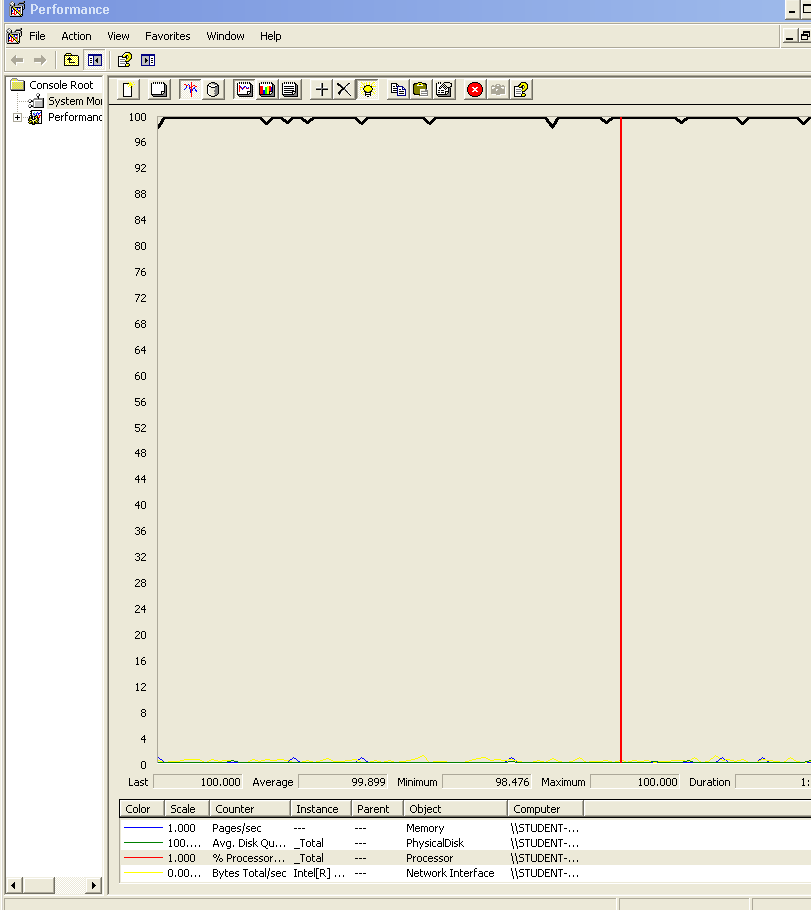 Performance
File Action View Favorites Window Help
Console Root
System Mor
Performanc
100
96
92
88
84
80
76
72
68
64
60
56
52
48
44
40
36
32
28
24
20
16
12
8
4
0
Last 100.000 Average 99.899 Minimum 98.476 Maximum 100.000 Duration 1:
Color Scale Counter Instance Parent Object Computer
1.000 Pages/sec --- --- Memory \\STUDENT-...
100.... Avg. Disk Qu... _Total --- PhysicalDisk \\STUDENT-...
1.000 % Processor... _Total --- Processor \\STUDENT-...
0.00... Bytes Total/sec Intel[R] ... --- Network Interface \\STUDENT-...